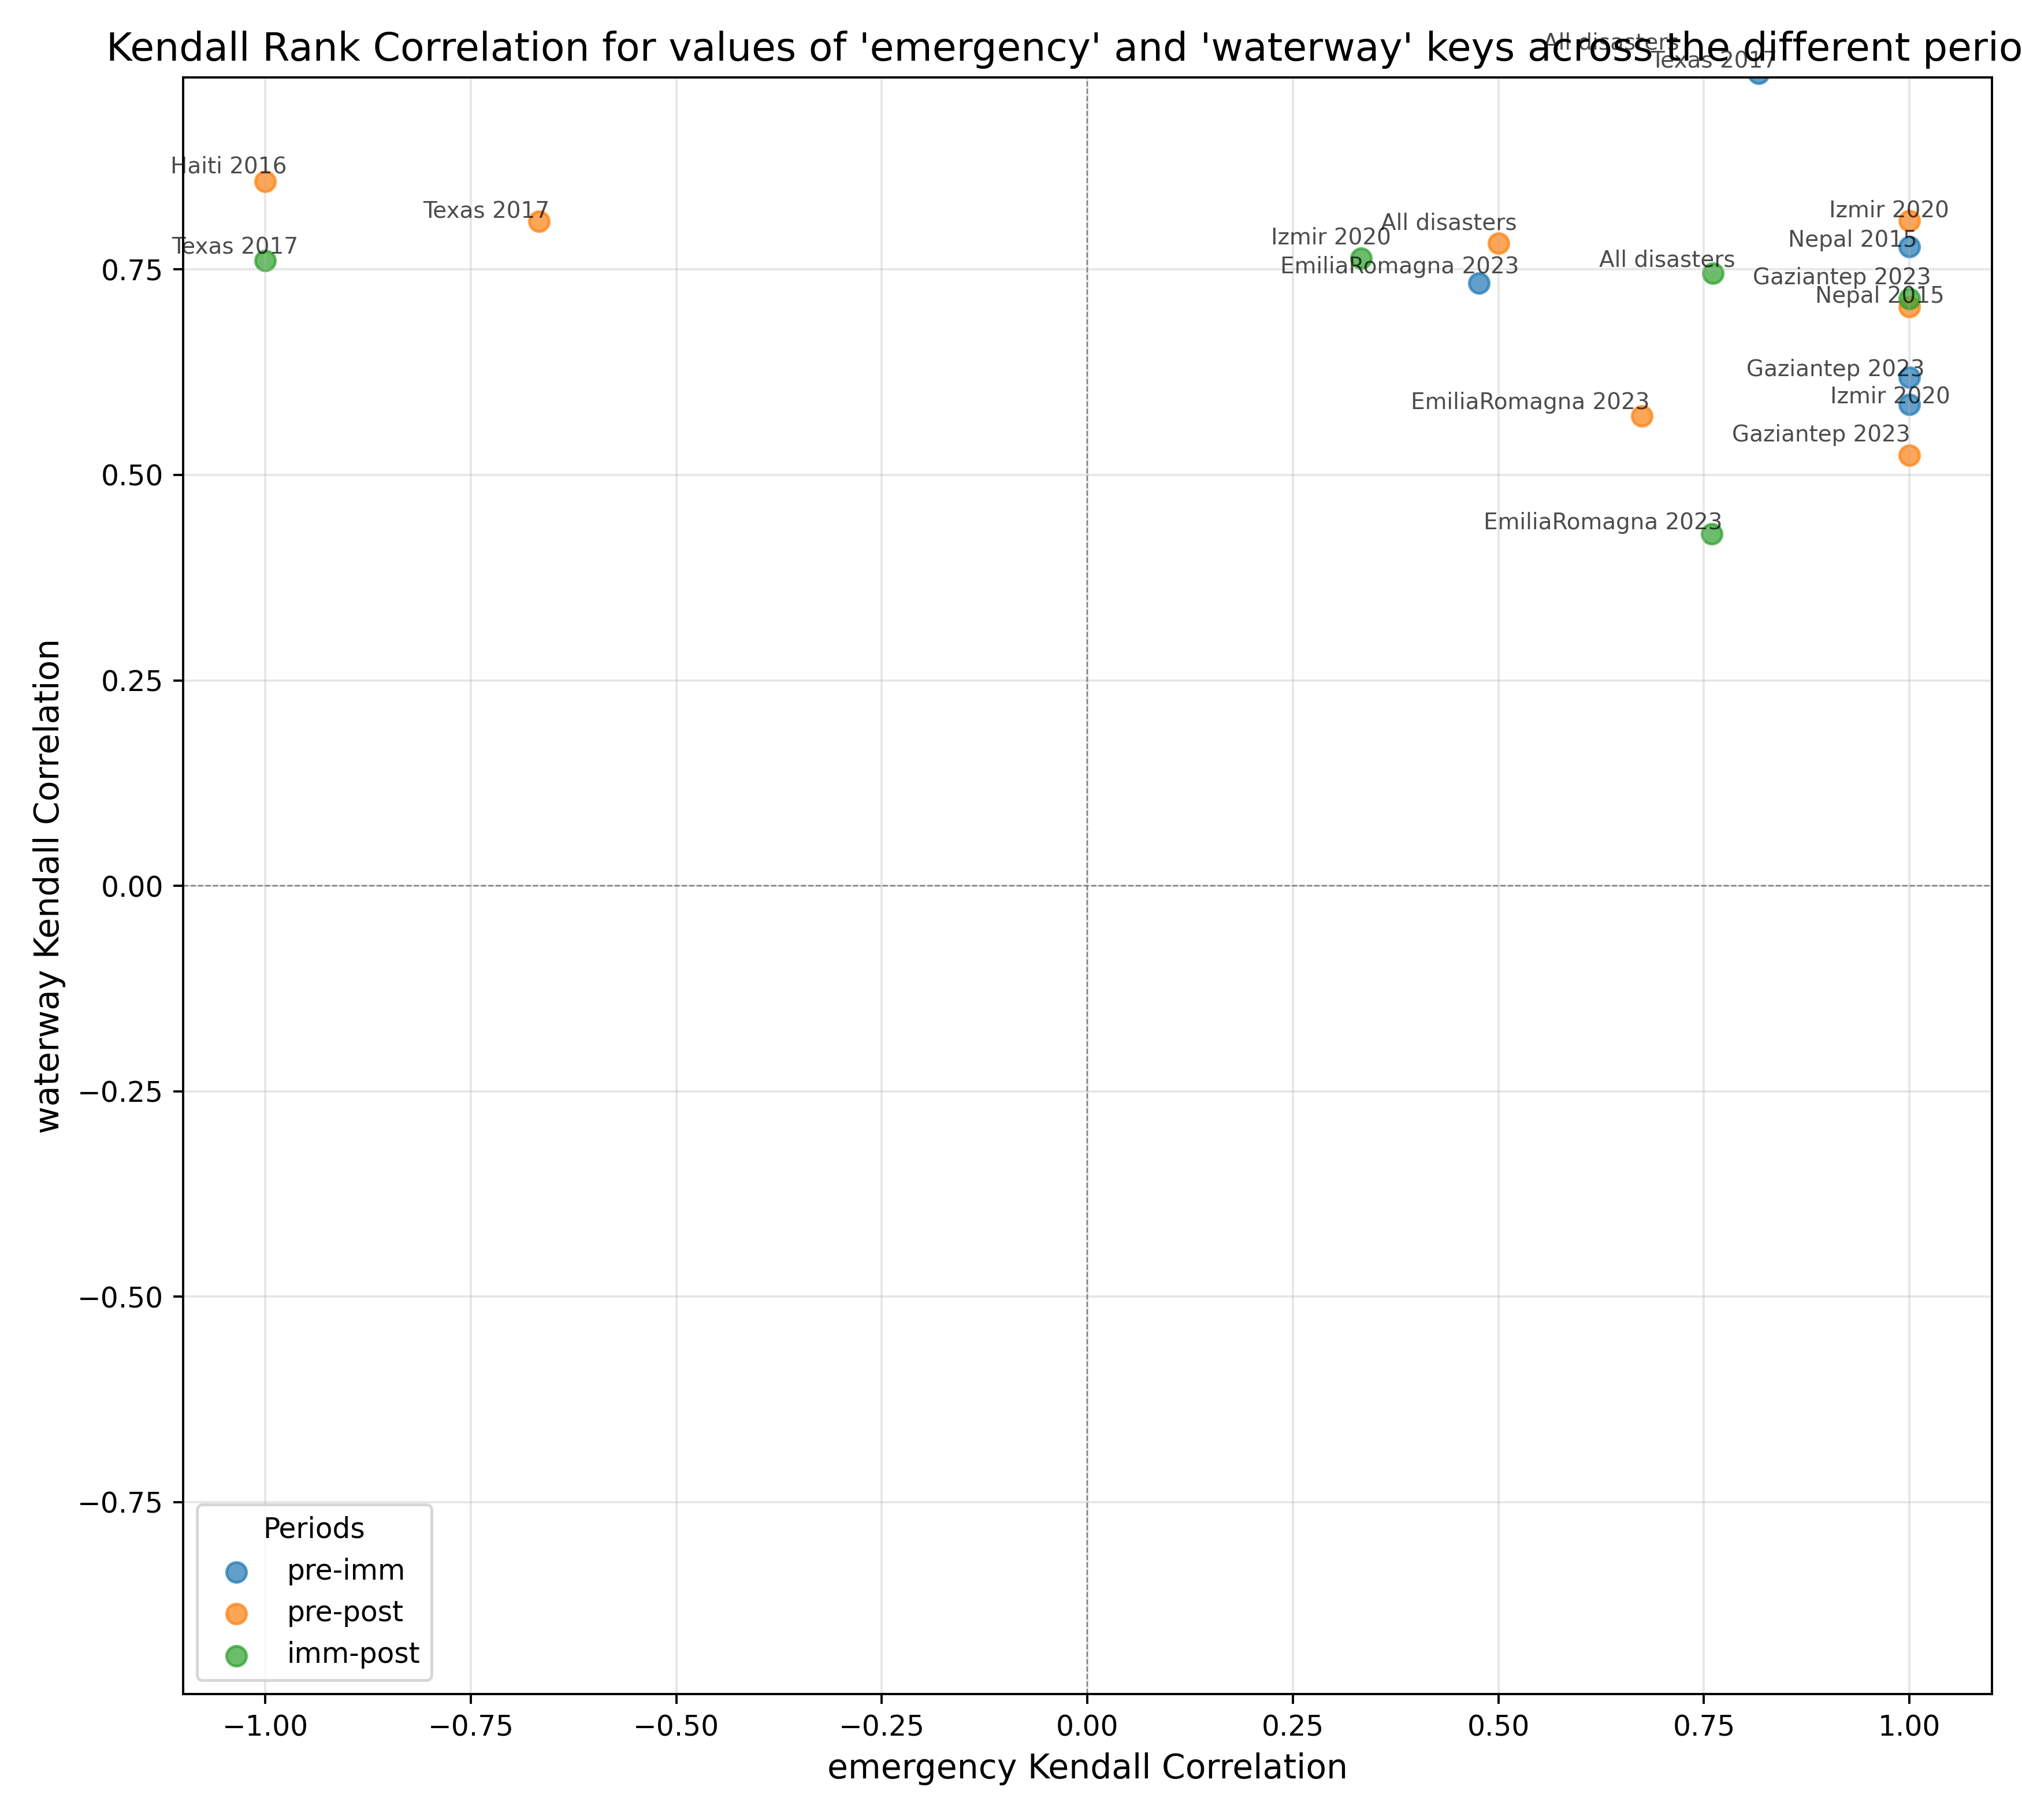 Kendall Rank Correlation for values of 'emergency' and 'waterway' keys across the different perio
All disasters
Texas 2017
Haiti 2016
Texas 2017
Izmir 2020
All disasters
Izmir 2020
Nepal 2015
Texas 2017
All disasters
EmiliaRomagna 2023
Gaziantep 2023
Nepal 2015
Gaziantep 2023
Izmir 2020
EmiliaRomagna 2023
Gaziantep 2023
EmiliaRomagna 2023
0.75
0.50
0.25
0.00
−0.25
−0.50
−0.75
waterway Kendall Correlation
Periods
pre-imm
pre-post
imm-post
−1.00
−0.75
−0.50
−0.25
0.00
0.25
0.50
0.75
1.00
emergency Kendall Correlation